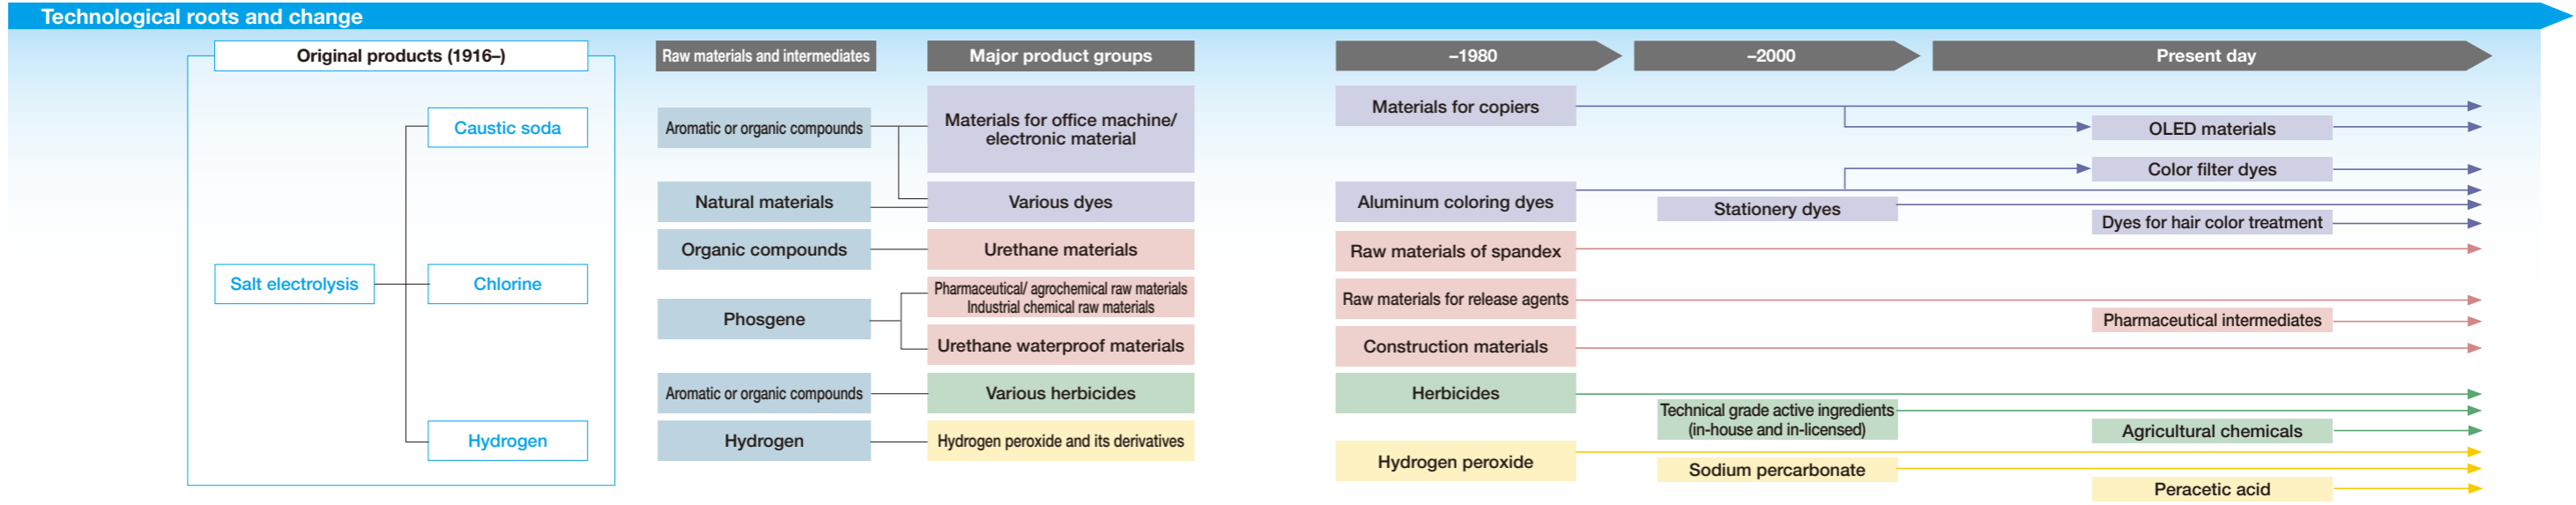 Technological roots and change
Original products (1916–)
Salt electrolysis
Caustic soda
Chlorine
Hydrogen
Raw materials and intermediates
Aromatic or organic compounds
Natural materials
Organic compounds
Phosgene
Aromatic or organic compounds
Hydrogen
Major product groups
Materials for office machine/
electronic material
Various dyes
Urethane materials
Pharmaceutical/ agrochemical raw materials
Industrial chemical raw materials
Urethane waterproof materials
Various herbicides
Hydrogen peroxide and its derivatives
–1980
Materials for copiers
Aluminum coloring dyes
Raw materials of spandex
Raw materials for release agents
Construction materials
Herbicides
Hydrogen peroxide
–2000
Stationery dyes
Technical grade active ingredients
(in-house and in-licensed)
Sodium percarbonate
Present day
OLED materials
Color filter dyes
Dyes for hair color treatment
Pharmaceutical intermediates
Agricultural chemicals
Peracetic acid